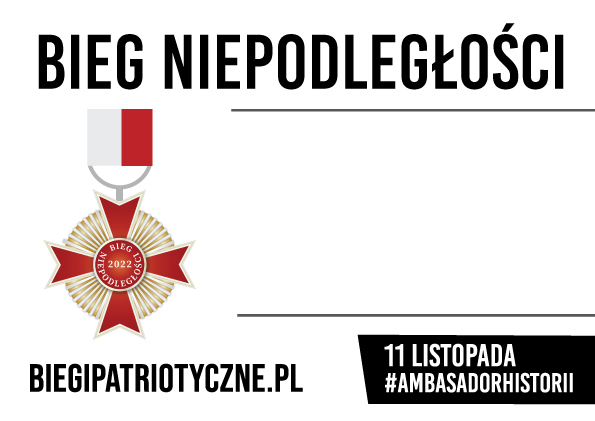 BIEG NIEPODLEGŁOŚCI
BIEG
2022
NIEPODLEGŁOŚCI
BIEGIPATRIOTYCZNE.PL
11 LISTOPADA
#AMBASADORHISTORII